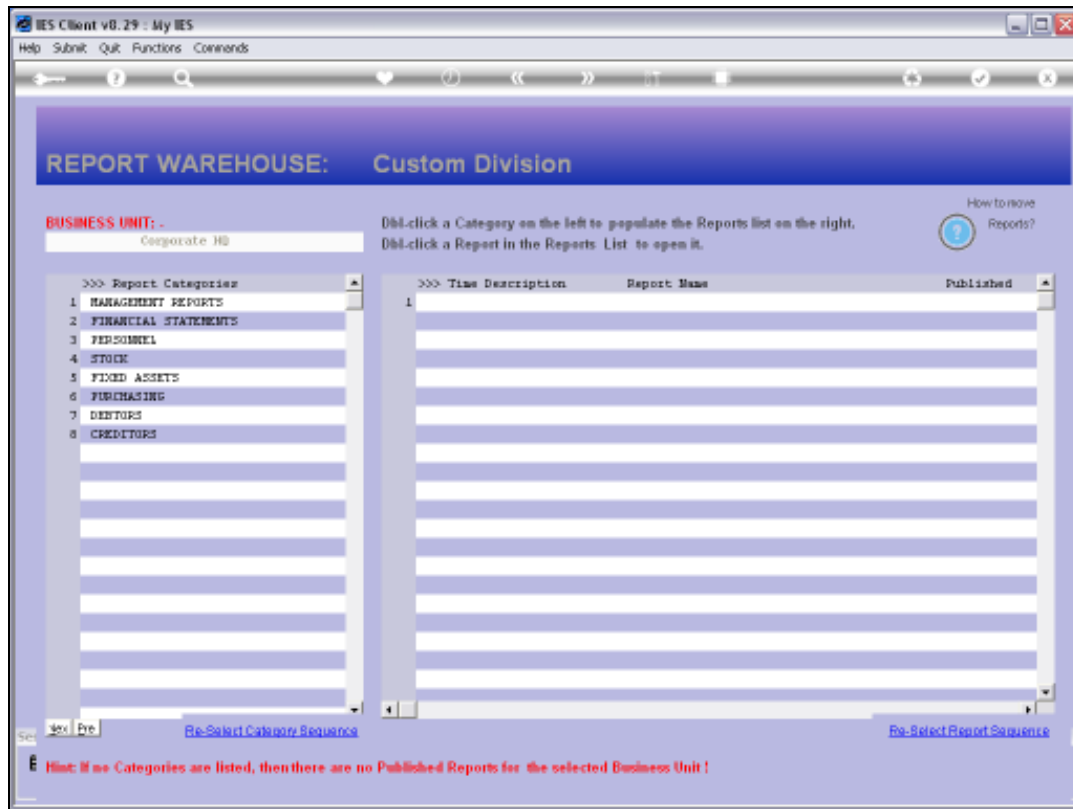 IES Client v8.29 : My IES
Help Submit Quit Functions Commands
REPORT WAREHOUSE: Custom Division
How to move
Reports?
BUSINESS UNIT: -
Corporate HQ
Dbl-click a Category on the left to populate the Reports list on the right.
Dbl-click a Report in the Reports List to open it.
>>> Report Categories
1 MANAGEMENT REPORTS
2 FINANCIAL STATEMENTS
3 PERSONNEL
4 STOCK
5 FIXED ASSETS
6 PURCHASING
7 DEBTORS
8 CREDITORS
>>> Time Description Report Name Published
1
Nex Pre
Re-Select Category Sequence
Re-Select Report Sequence
Hint: If no Categories are listed, then there are no Published Reports for the selected Business Unit !